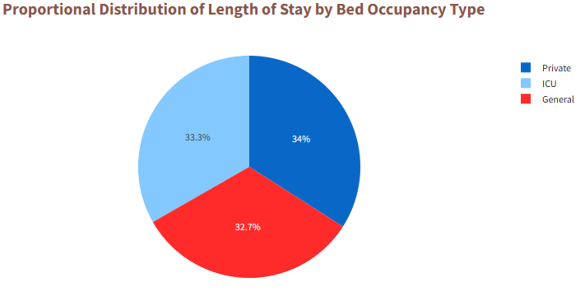 Proportional Distribution of Length of Stay by Bed Occupancy Type
Private
ICU
General
33.3%
34%
32.7%